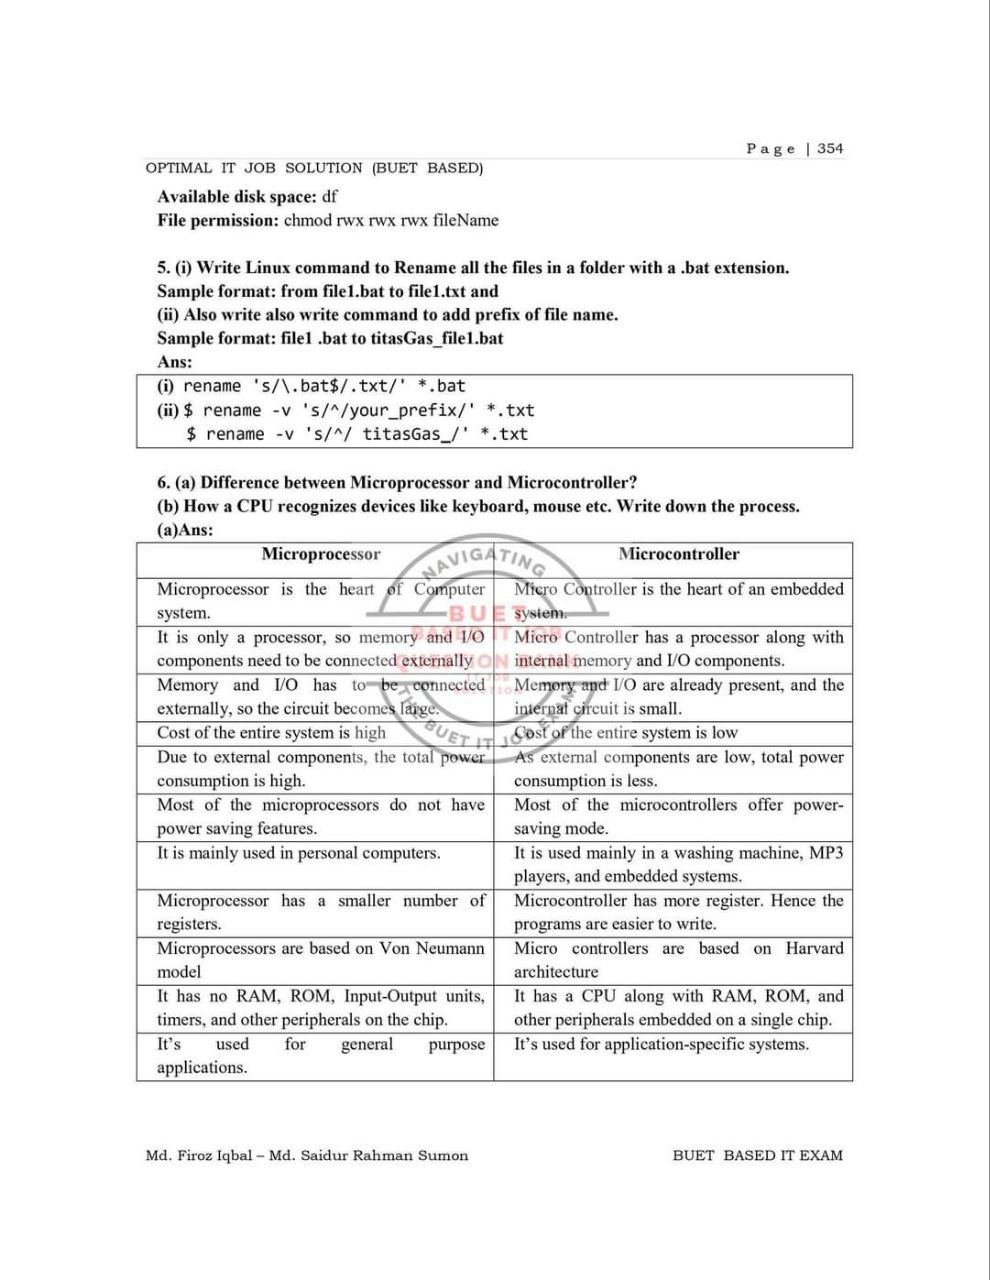 Page | 354
OPTIMAL IT JOB SOLUTION (BUET BASED)
Available disk space: df
File permission: chmod rwx rwx rwx fileName
5. (i) Write Linux command to Rename all the files in a folder with a .bat extension.
Sample format: from file1.bat to file1.txt and
(ii) Also write also write command to add prefix of file name.
Sample format: file1 .bat to titasGas_file1.bat
Ans:
(i) rename 's/\.bat$/.txt/' *.bat
(ii) $ rename -v 's/^/your_prefix/' *.txt
$ rename -v 's/^/ titasGas_/' *.txt
6. (a) Difference between Microprocessor and Microcontroller?
(b) How a CPU recognizes devices like keyboard, mouse etc. Write down the process.
(a)Ans:
Microprocessor Microcontroller
Microprocessor is the heart of Computer
system.
Micro Controller is the heart of an embedded
system.
It is only a processor, so memory and I/O
components need to be connected externally
Micro Controller has a processor along with
internal memory and I/O components.
Memory and I/O has to be connected
externally, so the circuit becomes large.
Memory and I/O are already present, and the
internal circuit is small.
Cost of the entire system is high
Cost of the entire system is low
Due to external components, the total power
consumption is high.
As external components are low, total power
consumption is less.
Most of the microprocessors do not have
power saving features.
Most of the microcontrollers offer power-
saving mode.
It is mainly used in personal computers.
It is used mainly in a washing machine, MP3
players, and embedded systems.
Microprocessor has a smaller number of
registers.
Microcontroller has more register. Hence the
programs are easier to write.
Microprocessors are based on Von Neumann
model
Micro controllers are based on Harvard
architecture
It has no RAM, ROM, Input-Output units,
timers, and other peripherals on the chip.
It has a CPU along with RAM, ROM, and
other peripherals embedded on a single chip.
It's used for general purpose
applications.
It's used for application-specific systems.
NAVIGATING
BUET
BASED IT JOB
QUESTION BANK
IT JOB
SOLUTION
THE BUET IT JOB EXAM
Md. Firoz Iqbal – Md. Saidur Rahman Sumon
BUET BASED IT EXAM